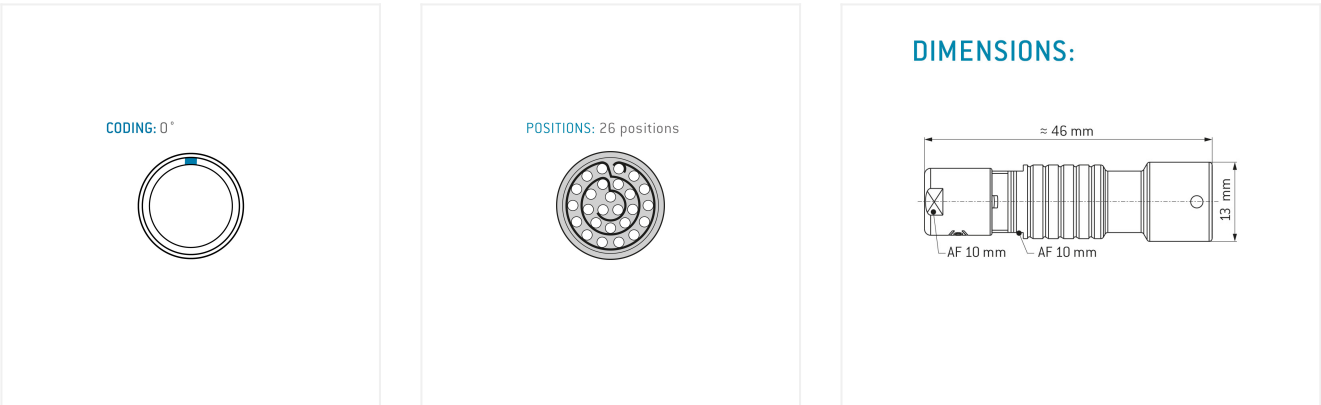 CODING: 0°
POSITIONS: 26 positions
DIMENSIONS:
≈ 46 mm
13 mm
AF 10 mm
AF 10 mm